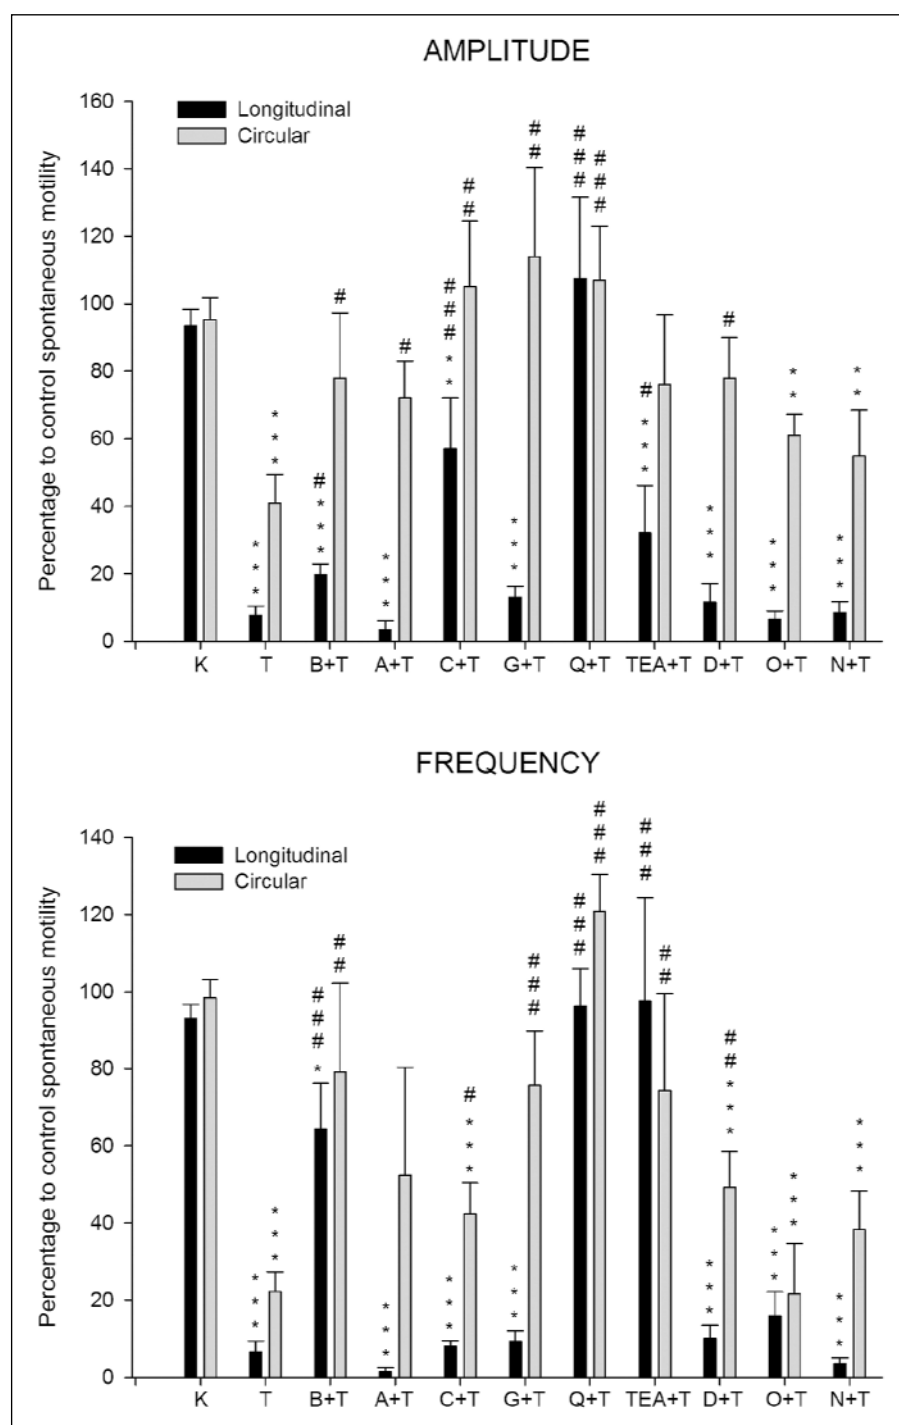 AMPLITUDE
Longitudinal
Circular
Percentage to control spontaneous motility
160
140
120
100
80
60
40
20
0
# #
# # #
# # #
# #
# # #
* *
#
#
#
* * *
#
* * *
#
* *
* *
* * *
* * *
* * *
* * *
* * *
* * *
* * *
* * *
K T B+T A+T C+T G+T Q+T TEA+T D+T O+T N+T
FREQUENCY
Longitudinal
Circular
Percentage to control spontaneous motility
140
120
100
80
60
40
20
0
# # #
# # #
# # #
# #
# # #
# # #
# #
# # #
*
#
* * *
# #
* * *
* * *
* * *
* * *
* * *
* * *
* * *
* * *
* * *
* * *
* * *
K T B+T A+T C+T G+T Q+T TEA+T D+T O+T N+T